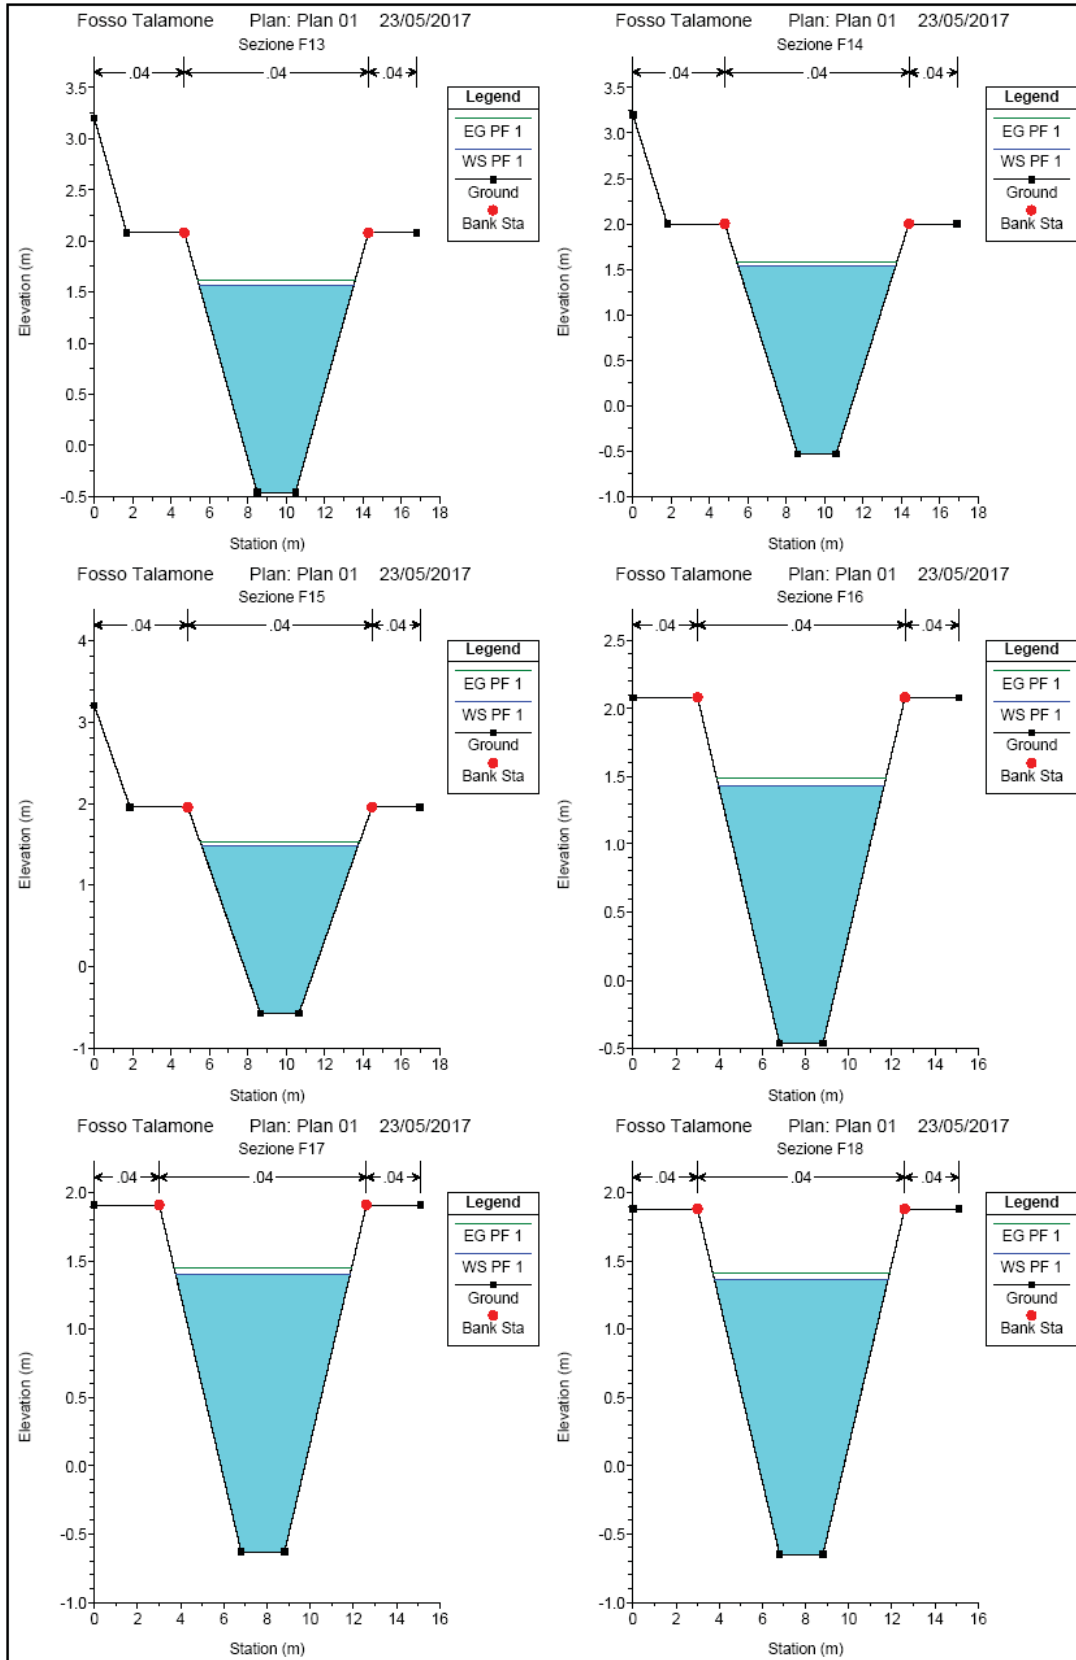 Fosso Talamone Plan: Plan 01 23/05/2017
Sezione F13
.04 .04 .04
Legend
EG PF 1
WS PF 1
Ground
Bank Sta
Elevation (m)
3.5
3.0
2.5
2.0
1.5
1.0
0.5
0.0
-0.5
0 2 4 6 8 10 12 14 16 18
Station (m)
Fosso Talamone Plan: Plan 01 23/05/2017
Sezione F14
.04 .04 .04
Legend
EG PF 1
WS PF 1
Ground
Bank Sta
Elevation (m)
3.5
3.0
2.5
2.0
1.5
1.0
0.5
0.0
-0.5
-1.0
0 2 4 6 8 10 12 14 16 18
Station (m)
Fosso Talamone Plan: Plan 01 23/05/2017
Sezione F15
.04 .04 .04
Legend
EG PF 1
WS PF 1
Ground
Bank Sta
Elevation (m)
4
3
2
1
0
-1
0 2 4 6 8 10 12 14 16 18
Station (m)
Fosso Talamone Plan: Plan 01 23/05/2017
Sezione F16
.04 .04 .04
Legend
EG PF 1
WS PF 1
Ground
Bank Sta
Elevation (m)
2.5
2.0
1.5
1.0
0.5
0.0
-0.5
0 2 4 6 8 10 12 14 16
Station (m)
Fosso Talamone Plan: Plan 01 23/05/2017
Sezione F17
.04 .04 .04
Legend
EG PF 1
WS PF 1
Ground
Bank Sta
Elevation (m)
2.0
1.5
1.0
0.5
0.0
-0.5
-1.0
0 2 4 6 8 10 12 14 16
Station (m)
Fosso Talamone Plan: Plan 01 23/05/2017
Sezione F18
.04 .04 .04
Legend
EG PF 1
WS PF 1
Ground
Bank Sta
Elevation (m)
2.0
1.5
1.0
0.5
0.0
-0.5
-1.0
0 2 4 6 8 10 12 14 16
Station (m)